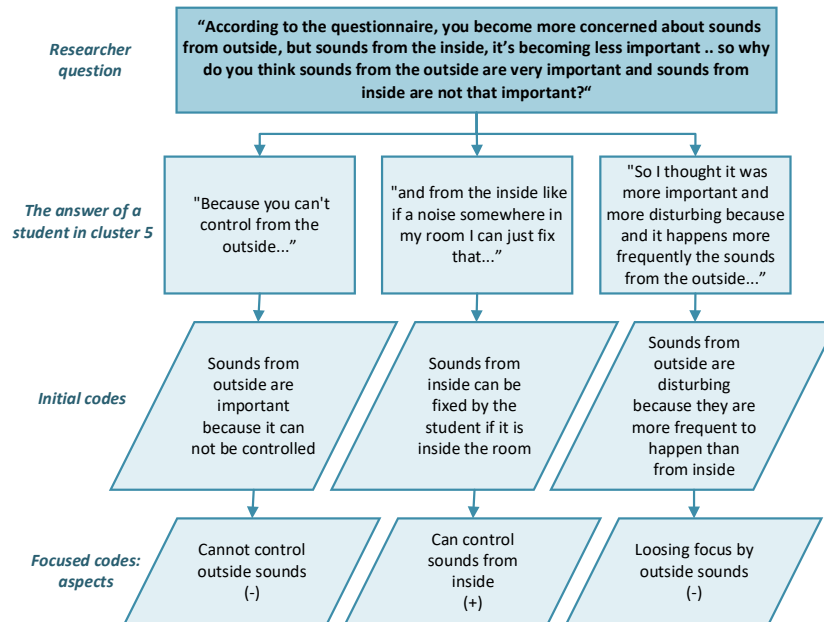 Researcher
question
“According to the questionnaire, you become more concerned about sounds
from outside, but sounds from the inside, it’s becoming less important .. so why
do you think sounds from the outside are very important and sounds from
inside are not that important?“
The answer of a
student in cluster 5
"Because you can't
control from the
outside...”
"and from the inside like
if a noise somewhere in
my room I can just fix
that...”
"So I thought it was
more important and
more disturbing because
and it happens more
frequently the sounds
from the outside...”
Initial codes
Sounds from
outside are
important
because it can
not be controlled
Sounds from
inside can be
fixed by the
student if it is
inside the room
Sounds from
outside are
disturbing
because they are
more frequent to
happen than
from inside
Focused codes:
aspects
Cannot control
outside sounds
(-)
Can control
sounds from
inside
(+)
Loosing focus by
outside sounds
(-)